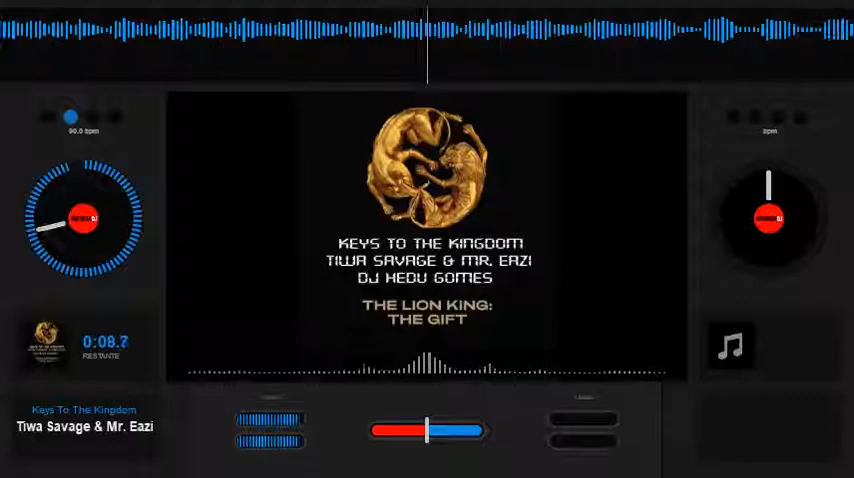 90.0 bpm
bpm
KEYS TO THE KINGDOM
TIWA SAVAGE & MR. EAZI
DJ HEDU GOMES
THE LION KING:
THE GIFT
0:08.7
RESTANTE
Keys To The Kingdom
Tiwa Savage & Mr. Eazi